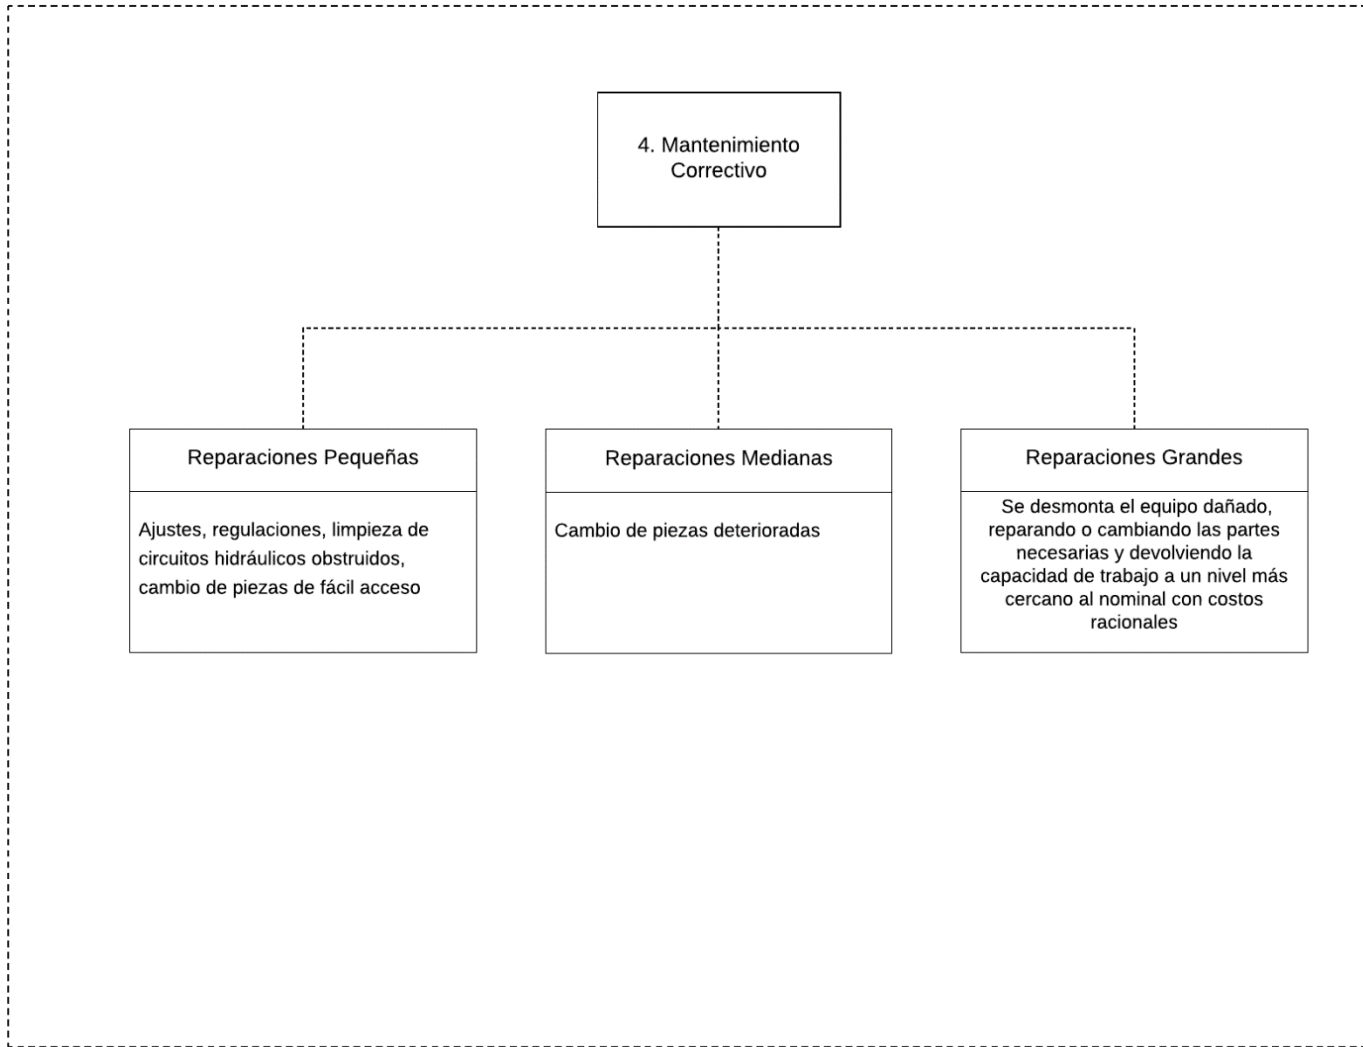 4. Mantenimiento
Correctivo
Reparaciones Pequeñas
Ajustes, regulaciones, limpieza de
circuitos hidráulicos obstruidos,
cambio de piezas de fácil acceso
Reparaciones Medianas
Cambio de piezas deterioradas
Reparaciones Grandes
Se desmonta el equipo dañado,
reparando o cambiando las partes
necesarias y devolviendo la
capacidad de trabajo a un nivel más
cercano al nominal con costos
racionales